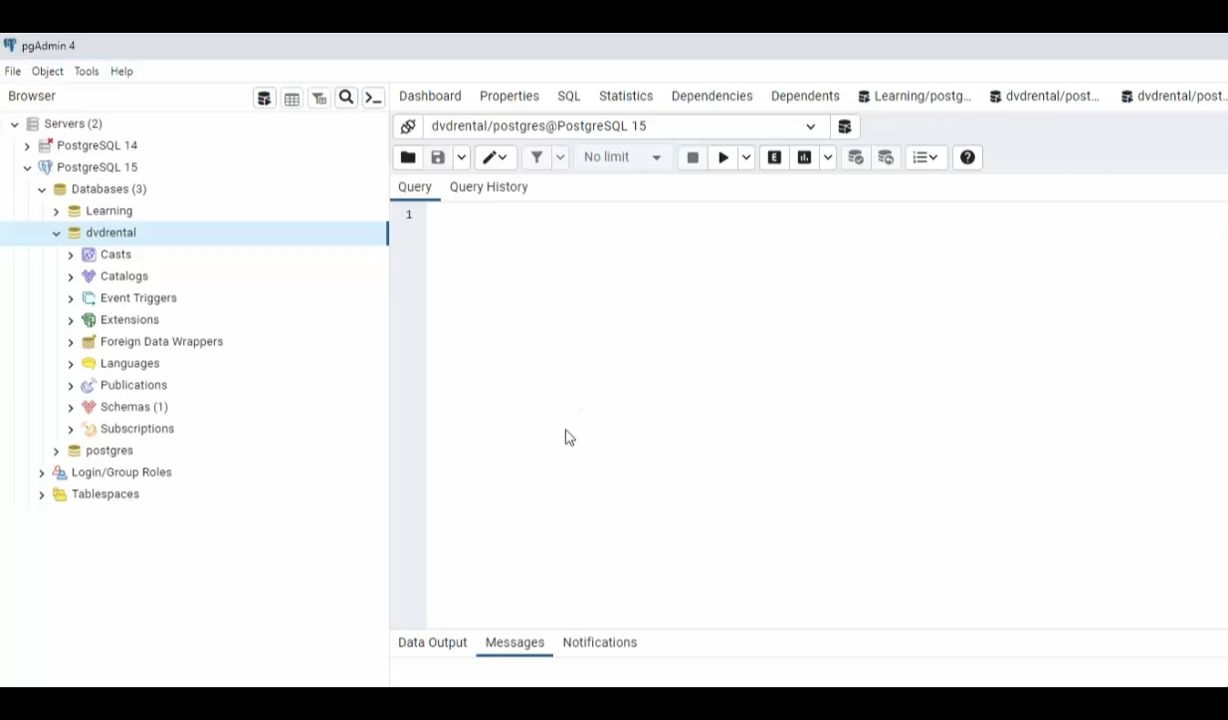 pgAdmin 4
File Object Tools Help
Browser
Dashboard Properties SQL Statistics Dependencies Dependents Learning/postg... dvdrental/post... dvdrental/post...
Servers (2)
PostgreSQL 14
PostgreSQL 15
Databases (3)
Learning
dvdrental
Casts
Catalogs
Event Triggers
Extensions
Foreign Data Wrappers
Languages
Publications
Schemas (1)
Subscriptions
postgres
Login/Group Roles
Tablespaces
dvdrental/postgres@PostgreSQL 15
No limit
E
Query Query History
1
Data Output Messages Notifications